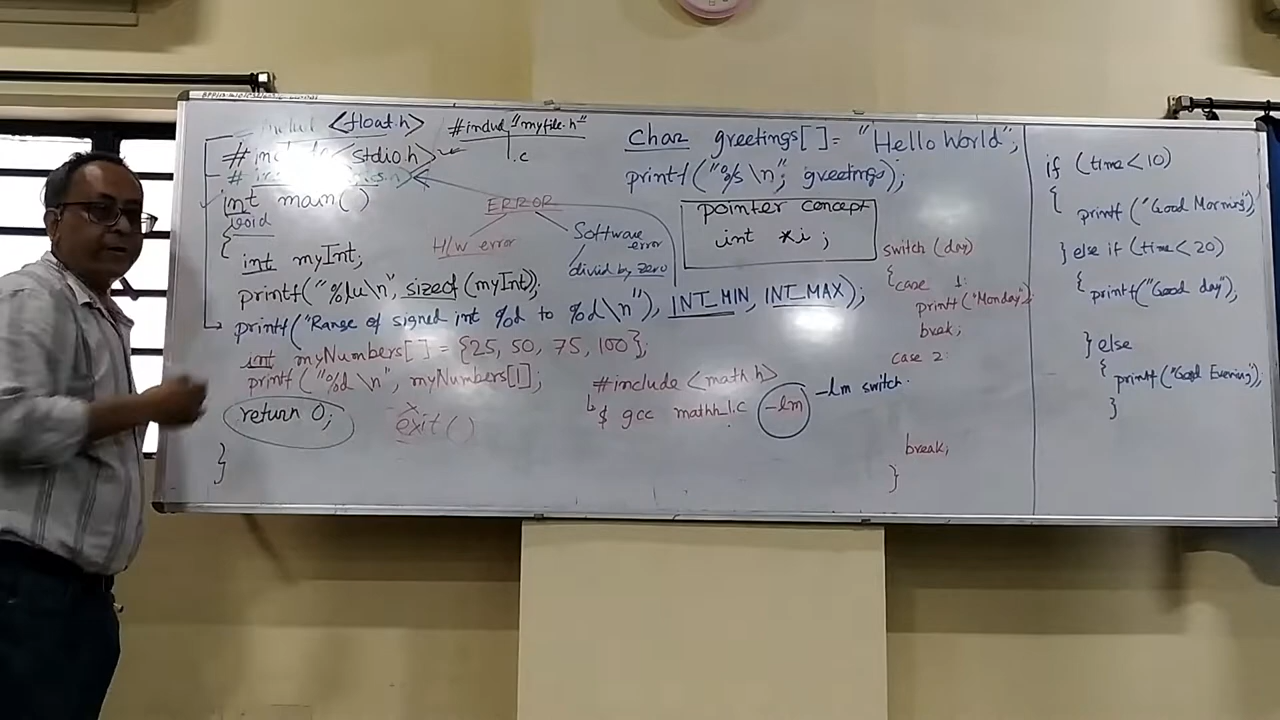 <float.h>
#includ "myfile.h"
.c
#include <stdio.h>
int main()
void
{
int myInt;
printf("%lu\n", sizeof (myInt));
printf("Range of signed int %d to %d\n"), INT_MIN, INT_MAX);
int myNumbers[] = {25, 50, 75, 100};
printf("%d \n", myNumbers[1];
return 0;
exit()
}
ERROR
H/w error
Software error
divid by zero
char greetings[] = "Hello World";
printf("%s \n"; greetings);
pointer concept
int *i ;
#include <math.h>
$ gcc mathh_1.c -lm
-lm switch.
switch (day)
{case 1:
printf("Monday")
break;
case 2:
break;
}
if (time<10)
{
printf ("Good Morning");
} else if (time<20)
{ printf("Good day");
} else
{
printf("Good Evening);
}